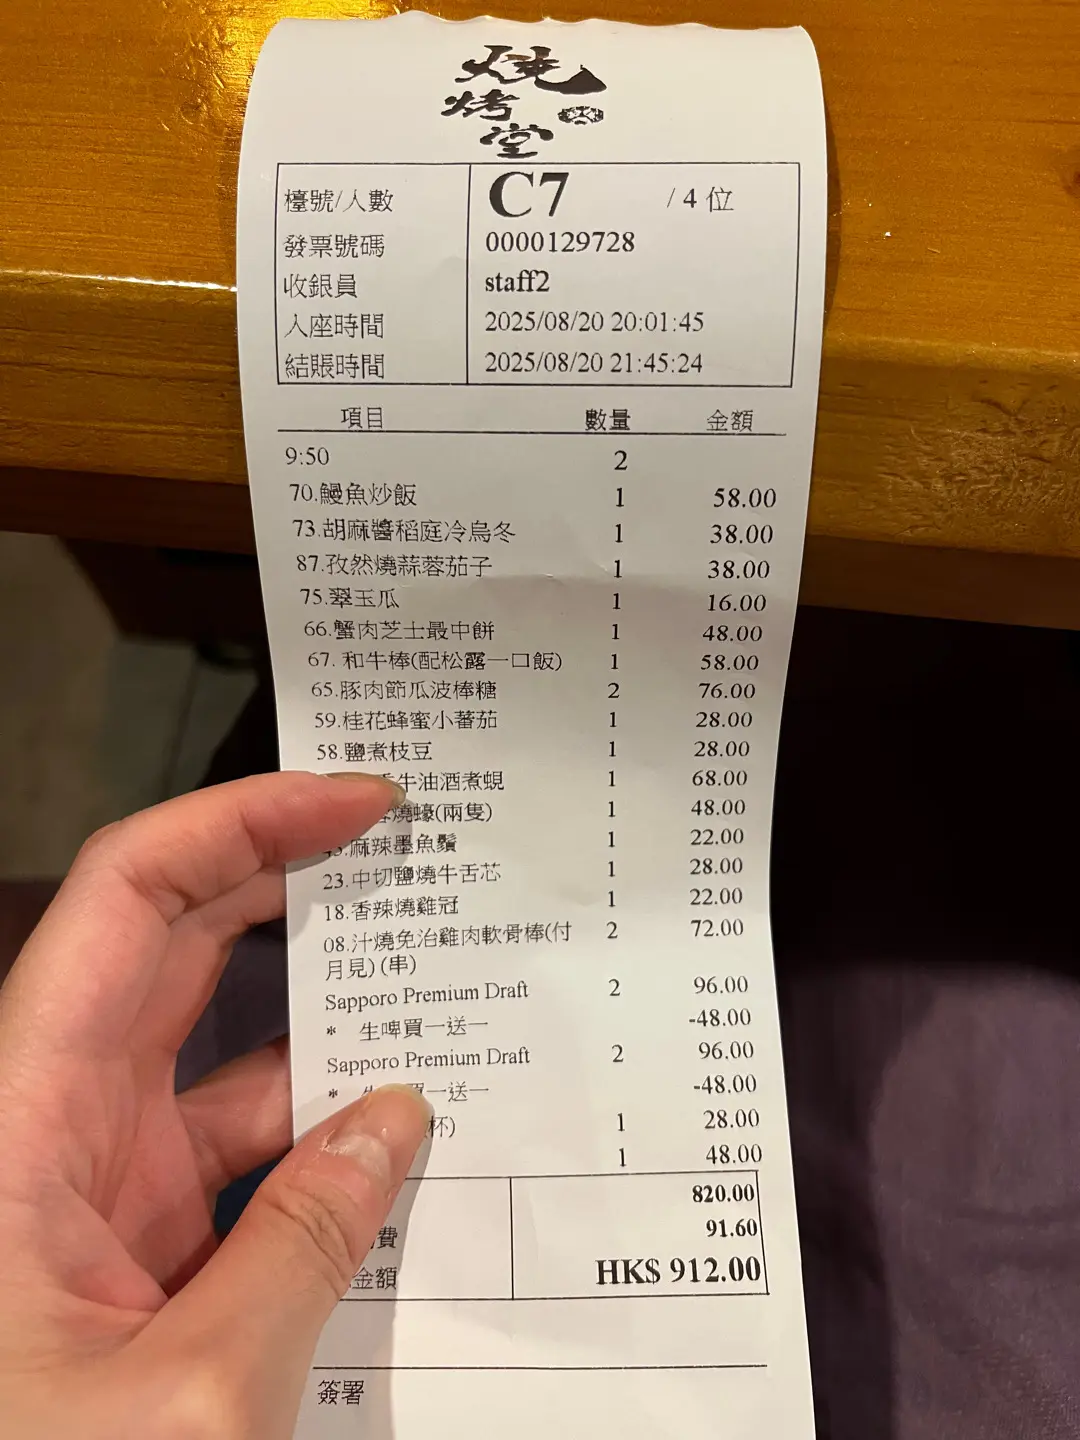 燒
烤
堂
檯號/人數 C7 / 4 位
發票號碼 0000129728
收銀員 staff2
入座時間 2025/08/20 20:01:45
結賬時間 2025/08/20 21:45:24
項目 數量 金額
9:50 2
70.鰻魚炒飯 1 58.00
73.胡麻醬稻庭冷烏冬 1 38.00
87.孜然燒蒜蓉茄子 1 38.00
75.翠玉瓜 1 16.00
66.蟹肉芝士最中餅 1 48.00
67. 和牛棒(配松露一口飯) 1 58.00
65.豚肉節瓜波棒糖 2 76.00
59.桂花蜂蜜小蕃茄 1 28.00
58.鹽煮枝豆 1 28.00
牛油酒煮蜆 1 68.00
燒蠔(兩隻) 1 48.00
麻辣墨魚鬚 1 22.00
23.中切鹽燒牛舌芯 1 28.00
18.香辣燒雞冠 1 22.00
08.汁燒免治雞肉軟骨棒(付 2 72.00
月見) (串)
Sapporo Premium Draft 2 96.00
* 生啤買一送一 -48.00
Sapporo Premium Draft 2 96.00
* 買一送一 -48.00
杯) 1 28.00
1 48.00
820.00
費 91.60
金額 HK$ 912.00
簽署